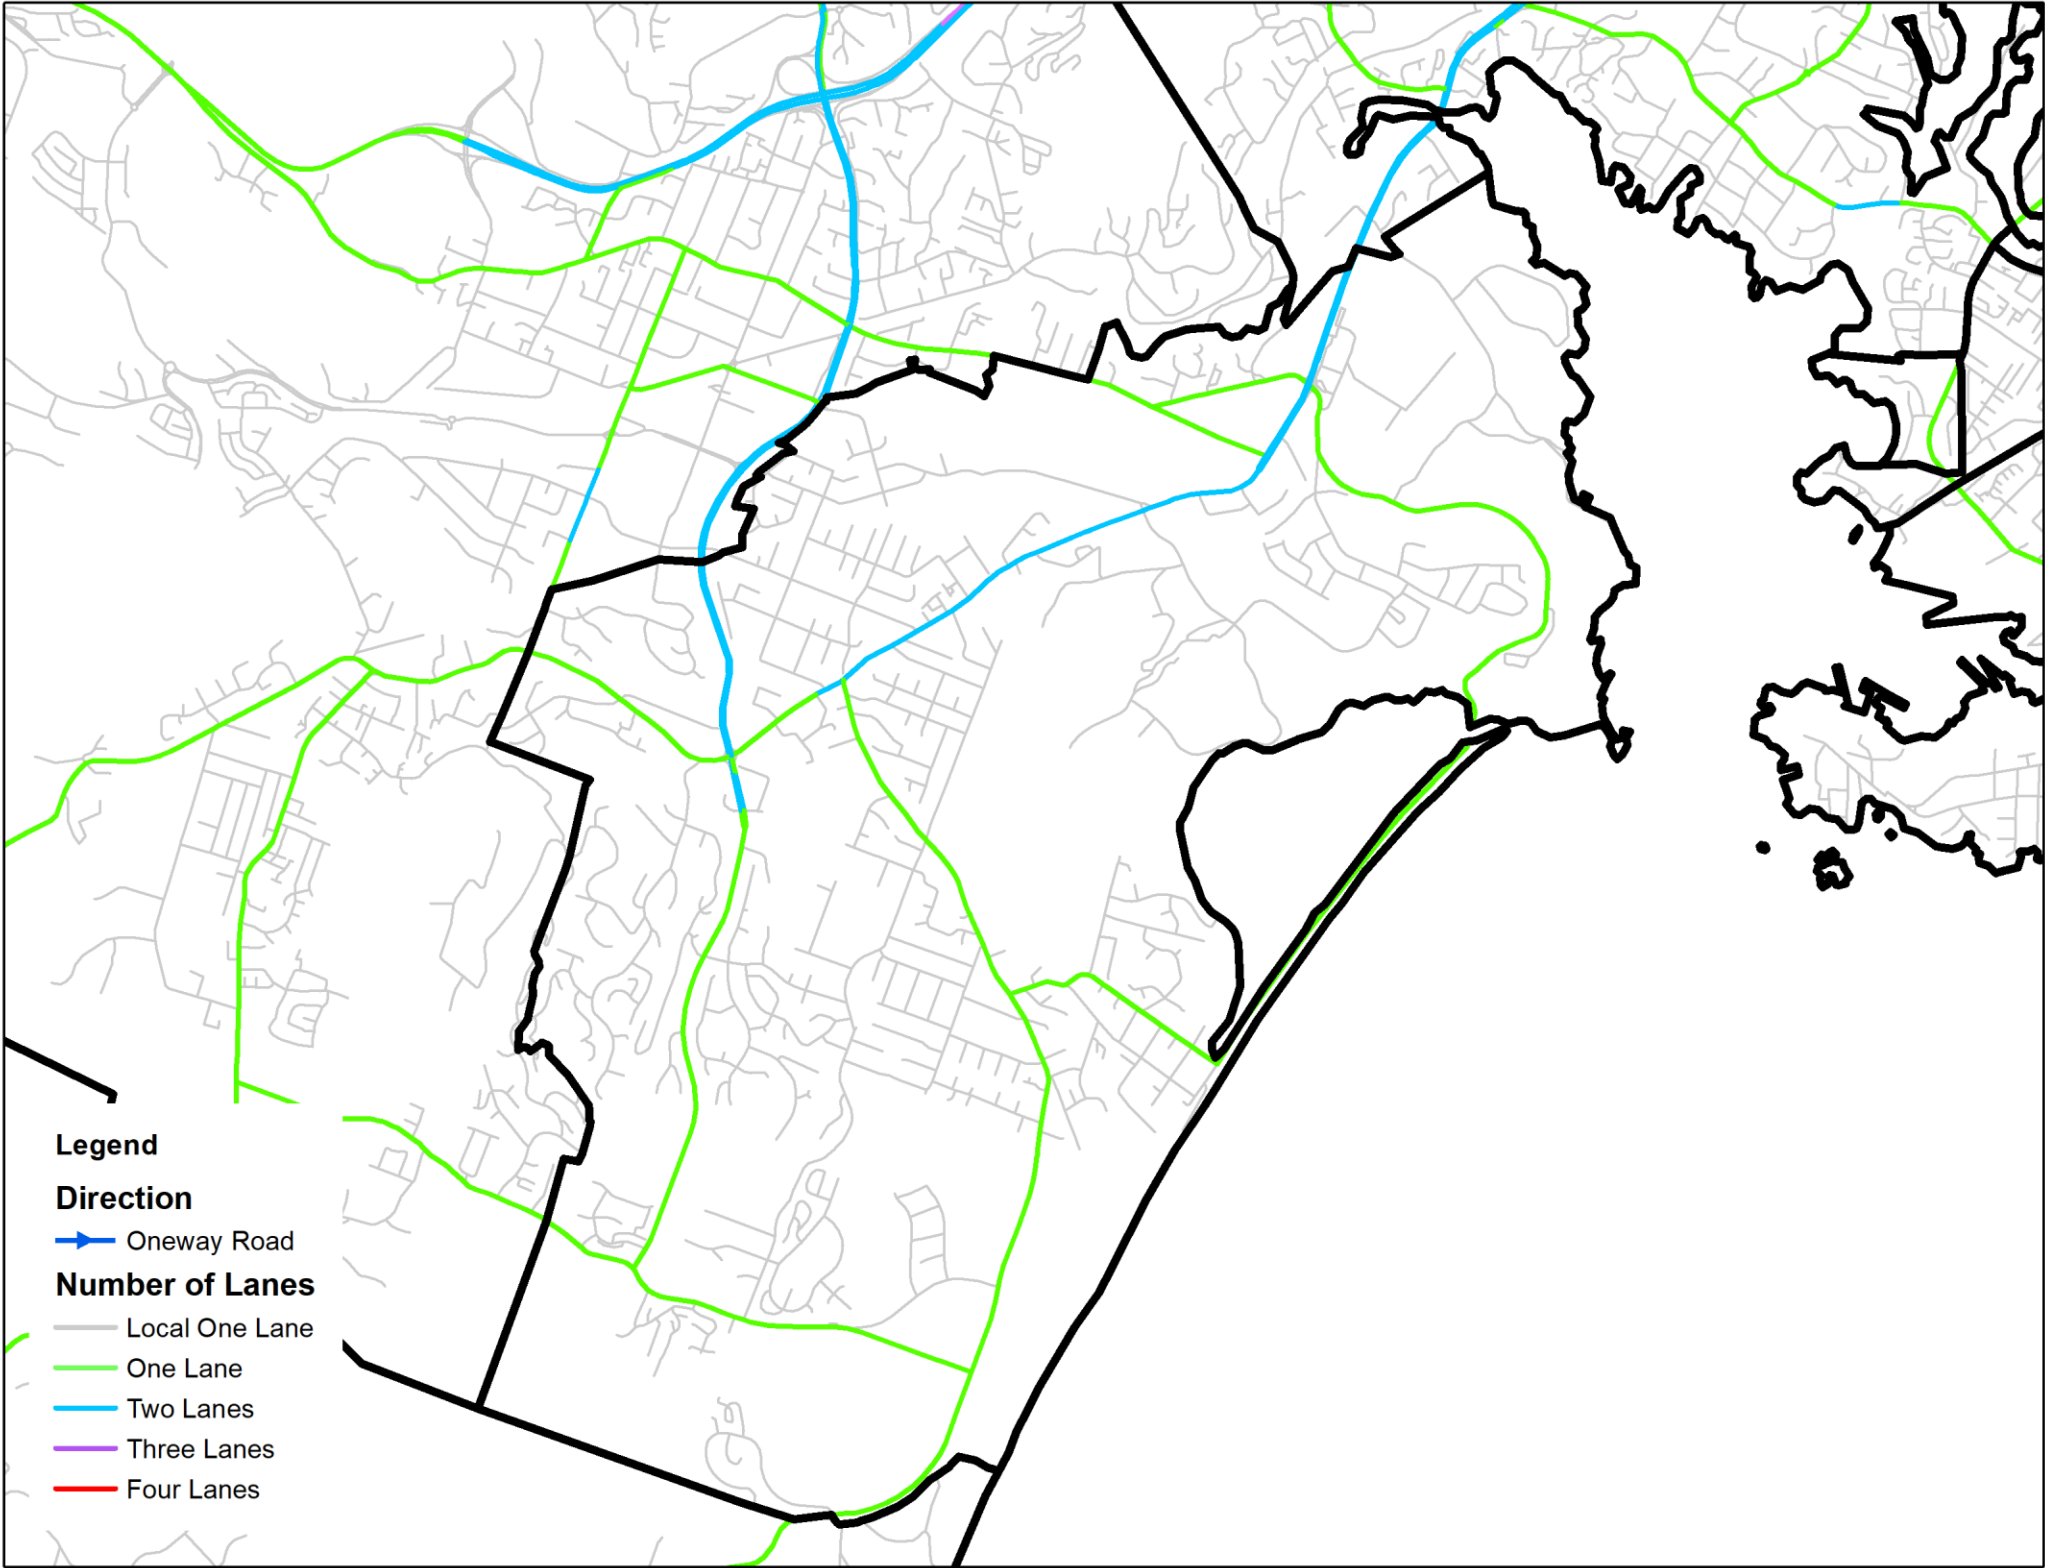 Legend
Direction
Oneway Road
Number of Lanes
Local One Lane
One Lane
Two Lanes
Three Lanes
Four Lanes